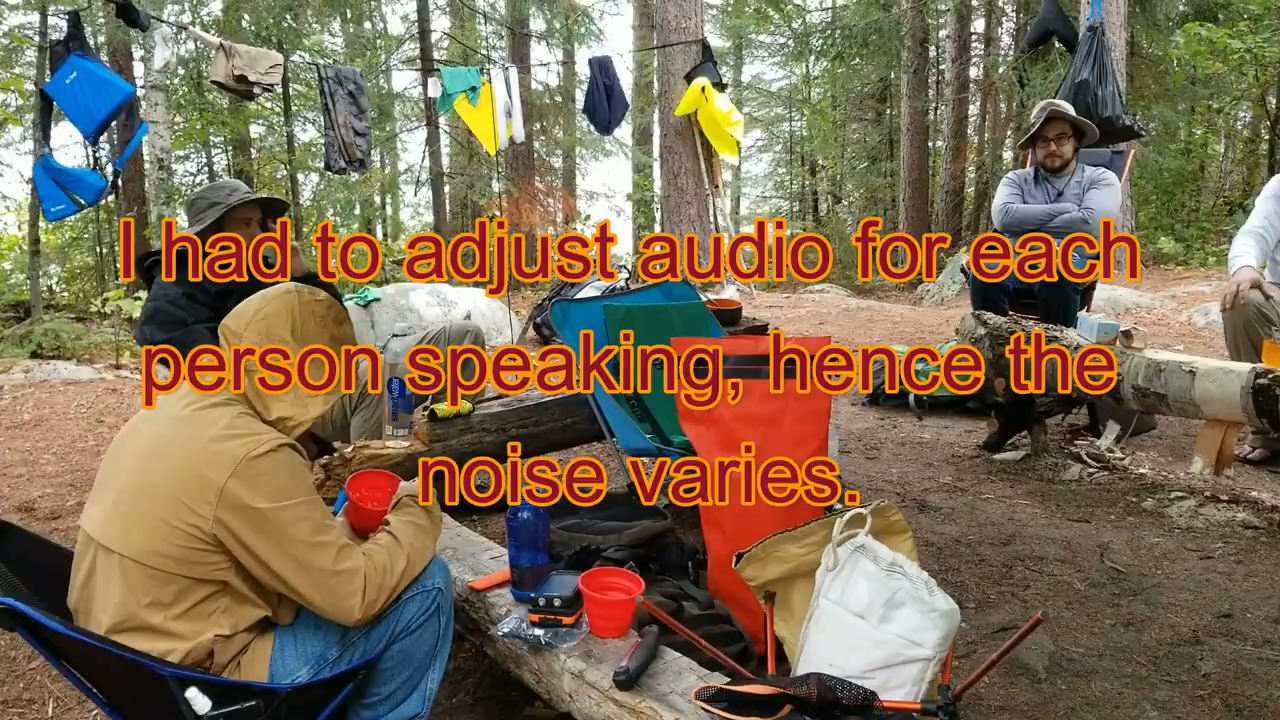 I had to adjust audio for each
person speaking, hence the
noise varies.